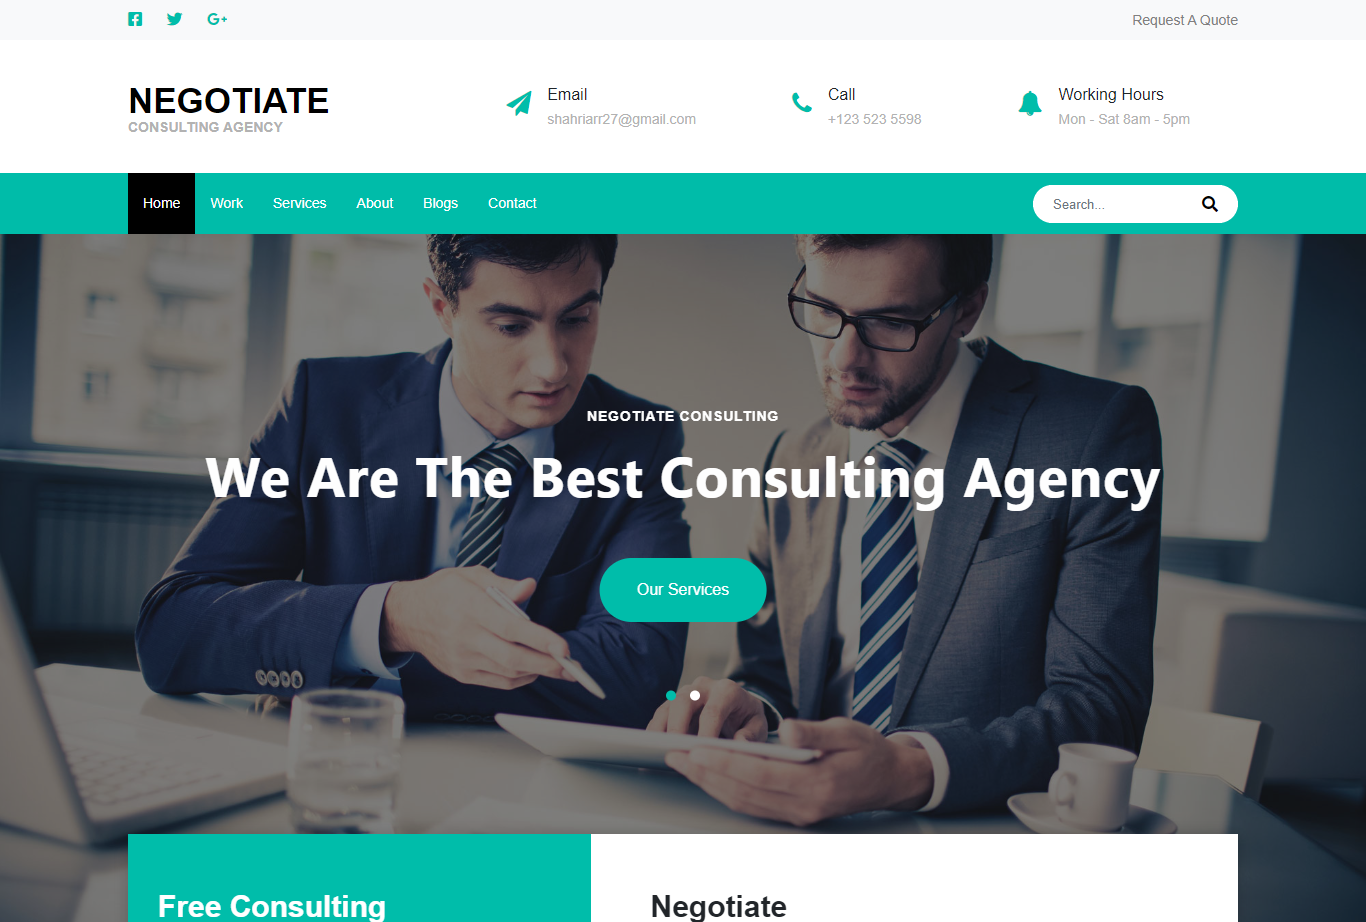 Request A Quote
NEGOTIATE
CONSULTING AGENCY
Email
shahriarr27@gmail.com
Call
+123 523 5598
Working Hours
Mon - Sat 8am - 5pm
Home
Work
Services
About
Blogs
Contact
Search...
NEGOTIATE CONSULTING
We Are The Best Consulting Agency
Our Services
Free Consulting
Negotiate